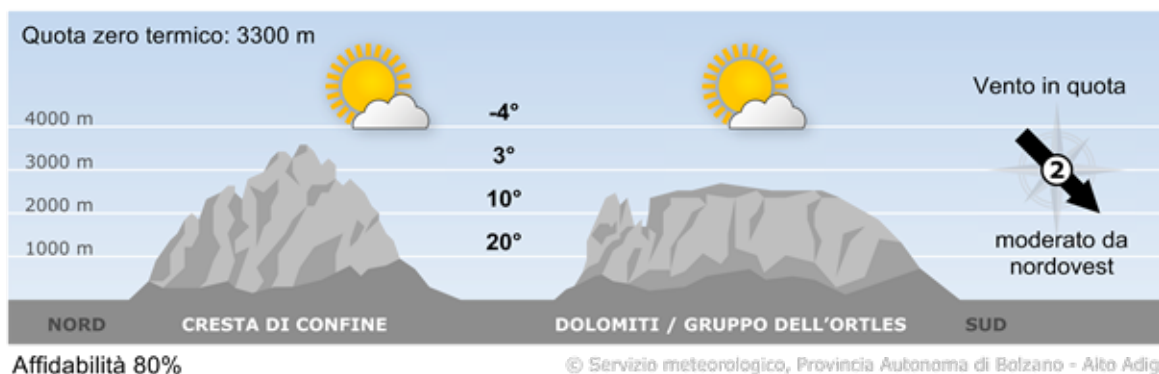 Quota zero termico: 3300 m
Vento in quota
4000 m
-4°
3000 m
3°
2000 m
10°
1000 m
20°
2
moderato da
nordovest
NORD
CRESTA DI CONFINE
DOLOMITI / GRUPPO DELL'ORTLES
SUD
Affidabilità 80%
© Servizio meteorologico, Provincia Autonoma di Bolzano - Alto Adig